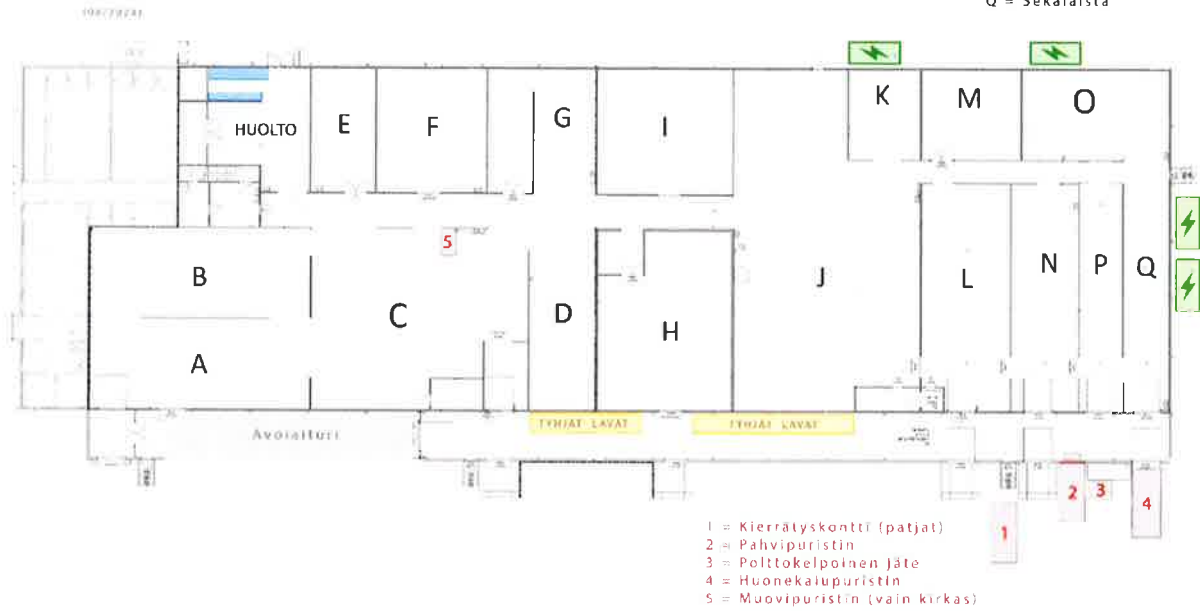 Q = Sekalaista
HUOLTO
E
F
G
I
K
M
O
5
B
C
A
D
H
J
L
N
P
Q
TYHJÄT LAVAT
TYHJÄT LAVAT
Avolaituri
1
2
3
4
1 = Kierrätyskontti (patjat)
2 = Pahvipuristin
3 = Polttokelpoinen jäte
4 = Huonekalupuristin
5 = Muovipuristin (vain kirkas)